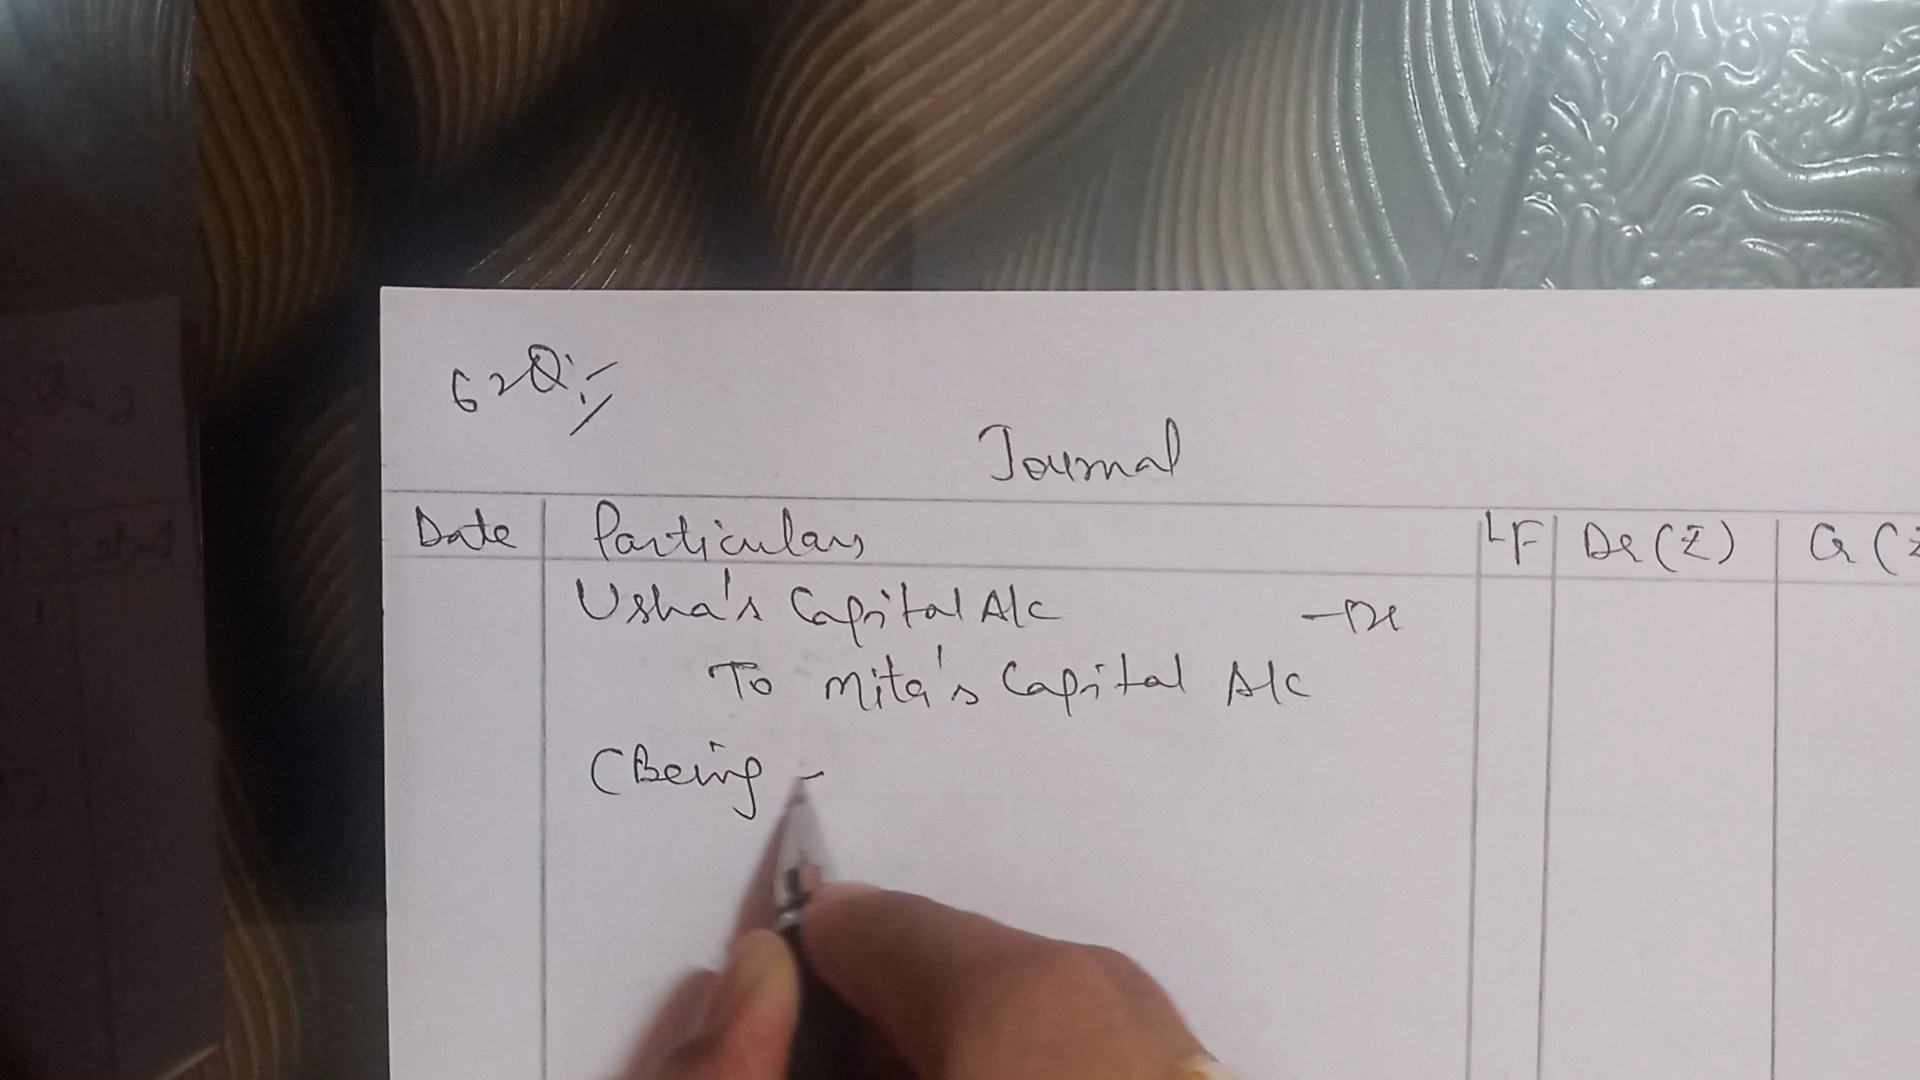 62Q:-
Journal
Date Particulars LF Dr (₹) Cr (₹
Usha's Capital A/c - Dr
To Mita's Capital A/c
(Being -